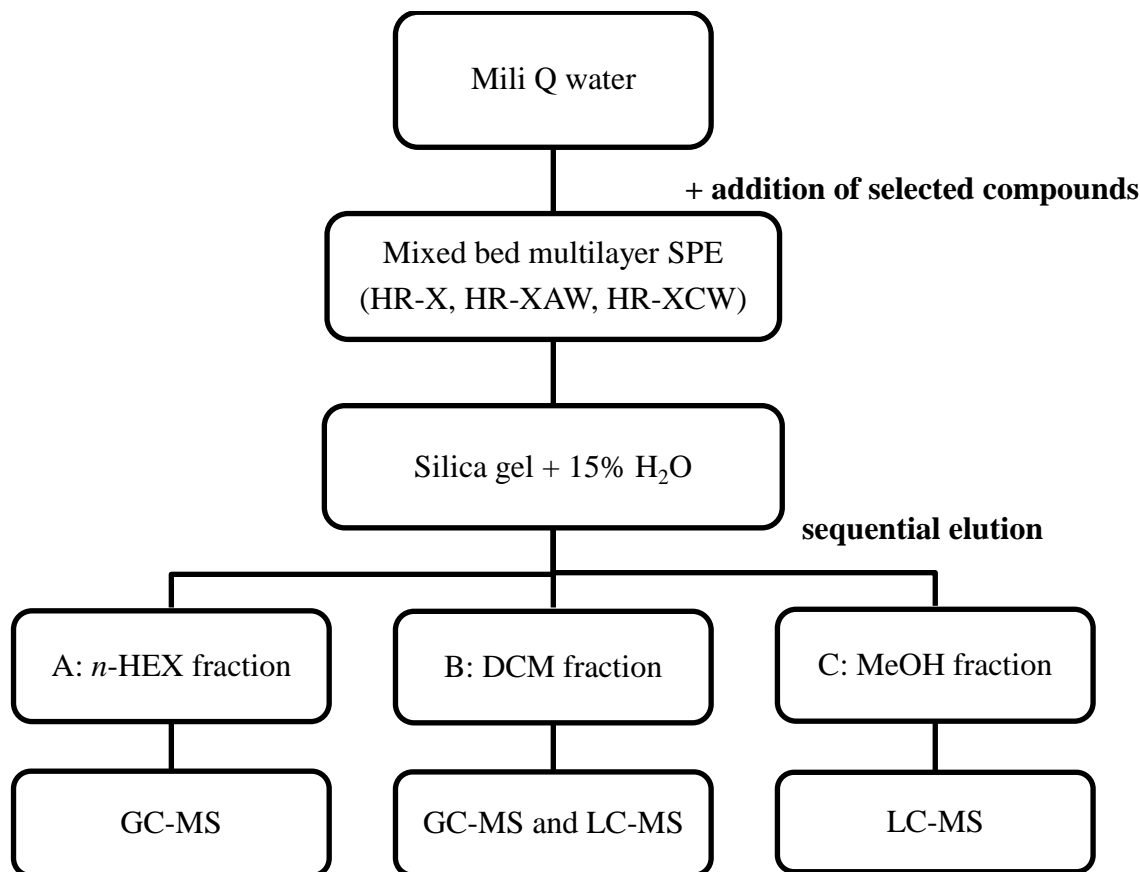 Mili Q water
+ addition of selected compounds
Mixed bed multilayer SPE
(HR-X, HR-XAW, HR-XCW)
Silica gel + 15% H₂O
sequential elution
A: n-HEX fraction
B: DCM fraction
C: MeOH fraction
GC-MS
GC-MS and LC-MS
LC-MS